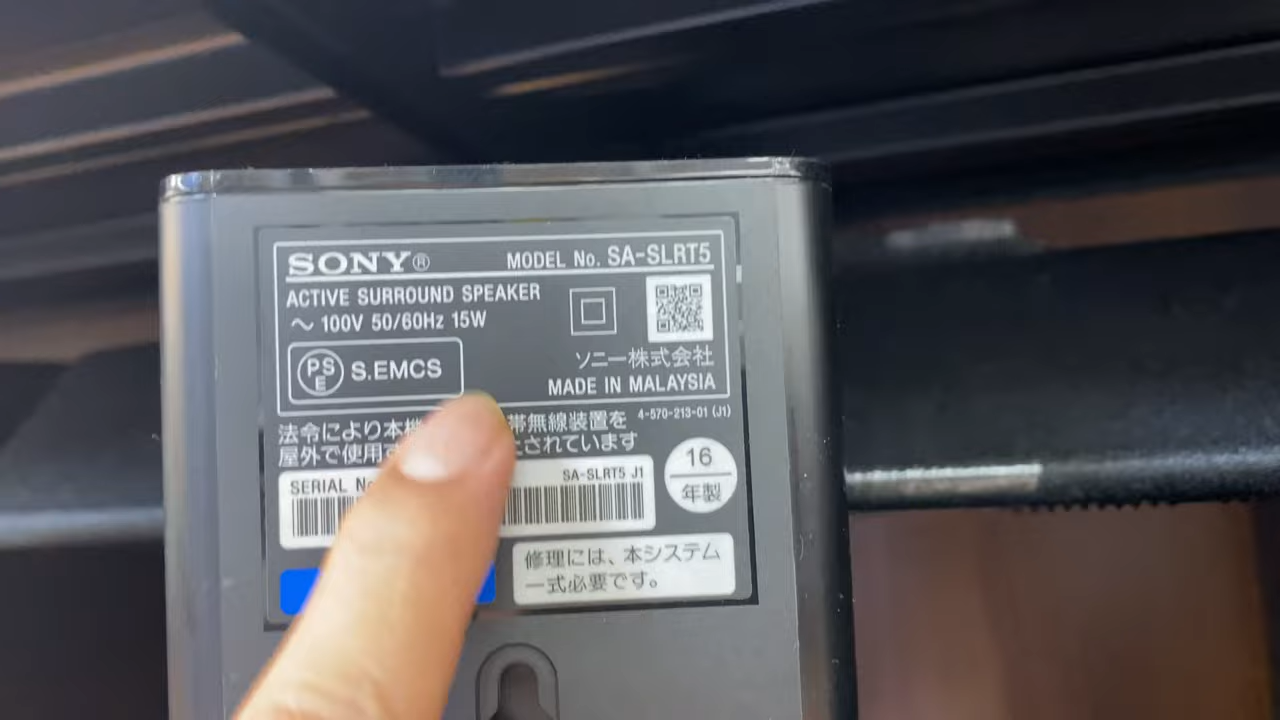 SONY®
MODEL No. SA-SLRT5
ACTIVE SURROUND SPEAKER
～ 100V 50/60Hz 15W
PSE S.EMCS
ソニー株式会社
MADE IN MALAYSIA
4-570-213-01 (J1)
法令により本機 帯無線装置を
屋外で使用す されています
SERIAL No
SA-SLRT5 J1
16
年製
修理には、本システム
一式必要です。